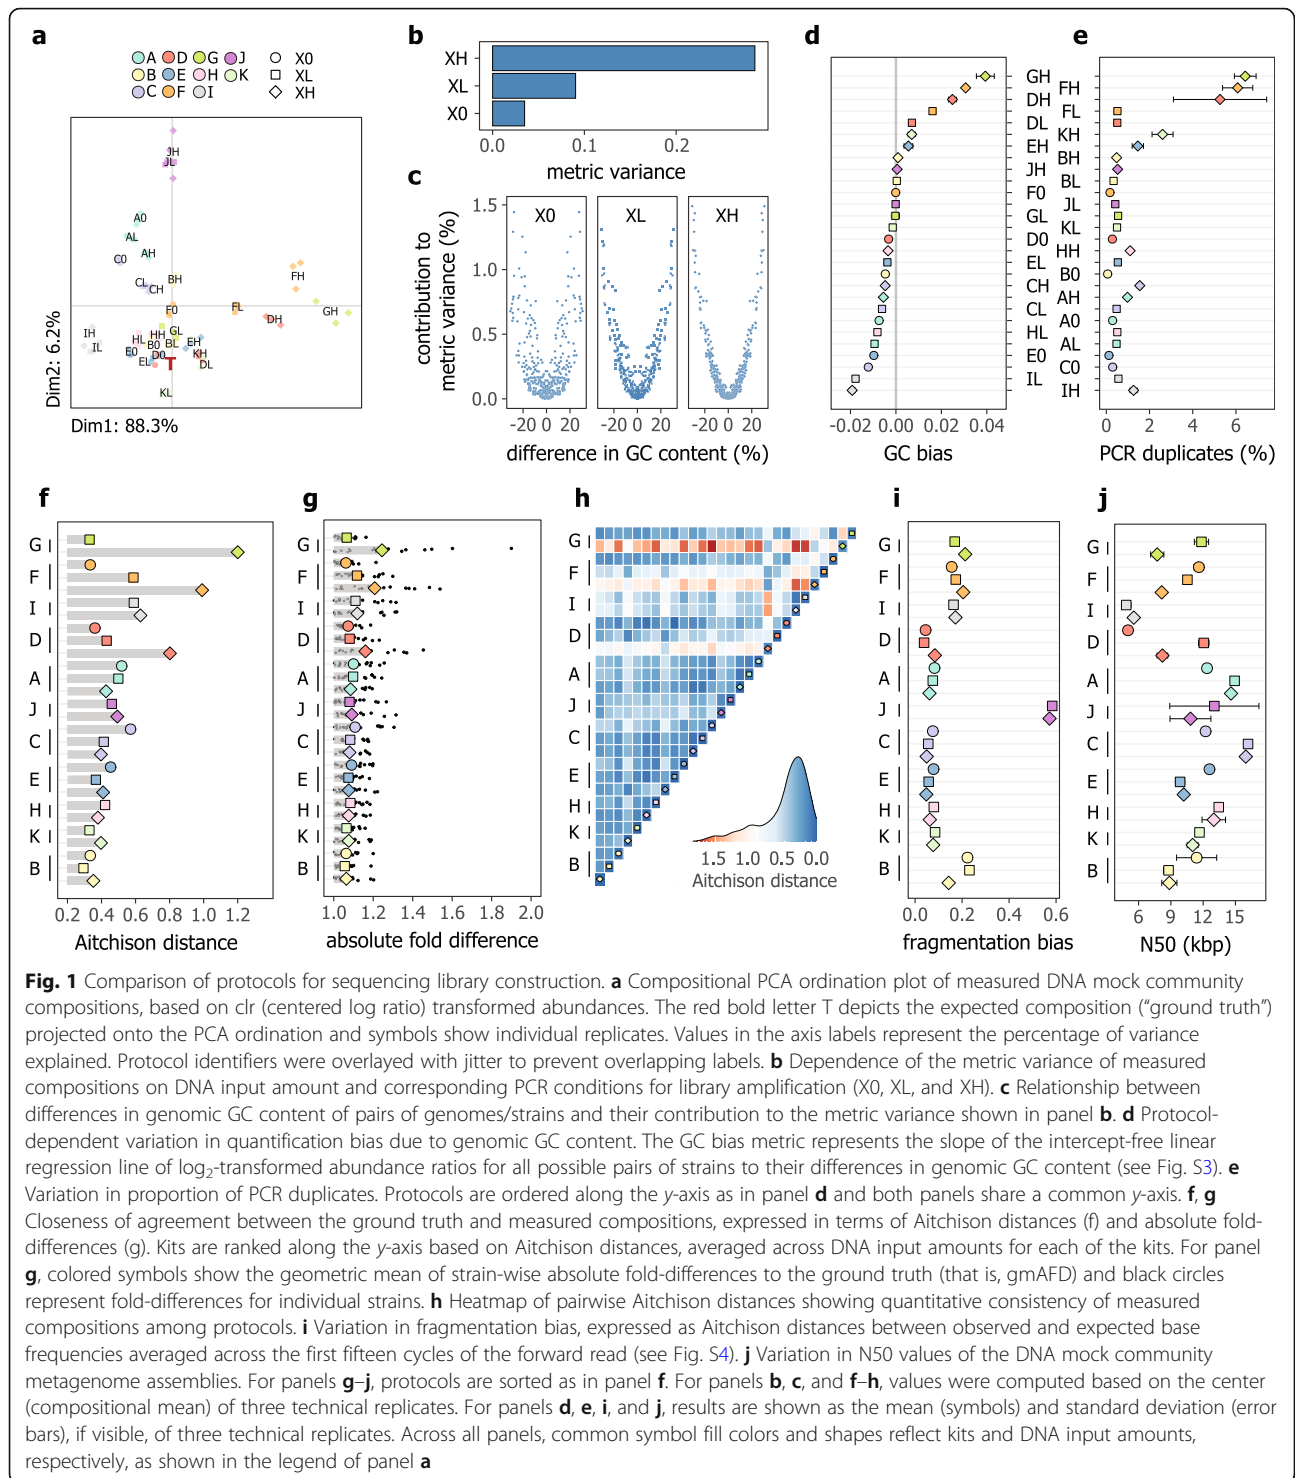 a
A D G J X0
B E H K XL
C F I XH
JH
JL
A0
AL
AH
C0
CL
CH
BH
F0
FL
FH
GH
DH
IH
IL
HL
HH
GL
B0
BL
E0
D0
EL
EH
KH
DL
T
KL
Dim2: 6.2%
Dim1: 88.3%
b
XH
XL
X0
0.0 0.1 0.2
metric variance
c
X0 XL XH
1.5
1.0
0.5
0.0
contribution to
metric variance (%)
-20 0 20 -20 0 20 -20 0 20
difference in GC content (%)
d
e
GH
FH
DH
FL
DL
KH
EH
BH
JH
BL
F0
JL
GL
KL
D0
HH
EL
B0
CH
AH
CL
A0
HL
AL
E0
C0
IL
IH
-0.02 0.00 0.02 0.04
GC bias
0 2 4 6
PCR duplicates (%)
f
G
F
I
D
A
J
C
E
H
K
B
0.2 0.4 0.6 0.8 1.0 1.2
Aitchison distance
g
G
F
I
D
A
J
C
E
H
K
B
1.0 1.2 1.4 1.6 1.8 2.0
absolute fold difference
h
G
F
I
D
A
J
C
E
H
K
B
1.5 1.0 0.5 0.0
Aitchison distance
i
G
F
I
D
A
J
C
E
H
K
B
0.0 0.2 0.4 0.6
fragmentation bias
j
G
F
I
D
A
J
C
E
H
K
B
6 9 12 15
N50 (kbp)
Fig. 1 Comparison of protocols for sequencing library construction. a Compositional PCA ordination plot of measured DNA mock community
compositions, based on clr (centered log ratio) transformed abundances. The red bold letter T depicts the expected composition (“ground truth”)
projected onto the PCA ordination and symbols show individual replicates. Values in the axis labels represent the percentage of variance
explained. Protocol identifiers were overlayed with jitter to prevent overlapping labels. b Dependence of the metric variance of measured
compositions on DNA input amount and corresponding PCR conditions for library amplification (X0, XL, and XH). c Relationship between
differences in genomic GC content of pairs of genomes/strains and their contribution to the metric variance shown in panel b. d Protocol-
dependent variation in quantification bias due to genomic GC content. The GC bias metric represents the slope of the intercept-free linear
regression line of log2-transformed abundance ratios for all possible pairs of strains to their differences in genomic GC content (see Fig. S3). e
Variation in proportion of PCR duplicates. Protocols are ordered along the y-axis as in panel d and both panels share a common y-axis. f, g
Closeness of agreement between the ground truth and measured compositions, expressed in terms of Aitchison distances (f) and absolute fold-
differences (g). Kits are ranked along the y-axis based on Aitchison distances, averaged across DNA input amounts for each of the kits. For panel
g, colored symbols show the geometric mean of strain-wise absolute fold-differences to the ground truth (that is, gmAFD) and black circles
represent fold-differences for individual strains. h Heatmap of pairwise Aitchison distances showing quantitative consistency of measured
compositions among protocols. i Variation in fragmentation bias, expressed as Aitchison distances between observed and expected base
frequencies averaged across the first fifteen cycles of the forward read (see Fig. S4). j Variation in N50 values of the DNA mock community
metagenome assemblies. For panels g–j, protocols are sorted as in panel f. For panels b, c, and f–h, values were computed based on the center
(compositional mean) of three technical replicates. For panels d, e, i, and j, results are shown as the mean (symbols) and standard deviation (error
bars), if visible, of three technical replicates. Across all panels, common symbol fill colors and shapes reflect kits and DNA input amounts,
respectively, as shown in the legend of panel a